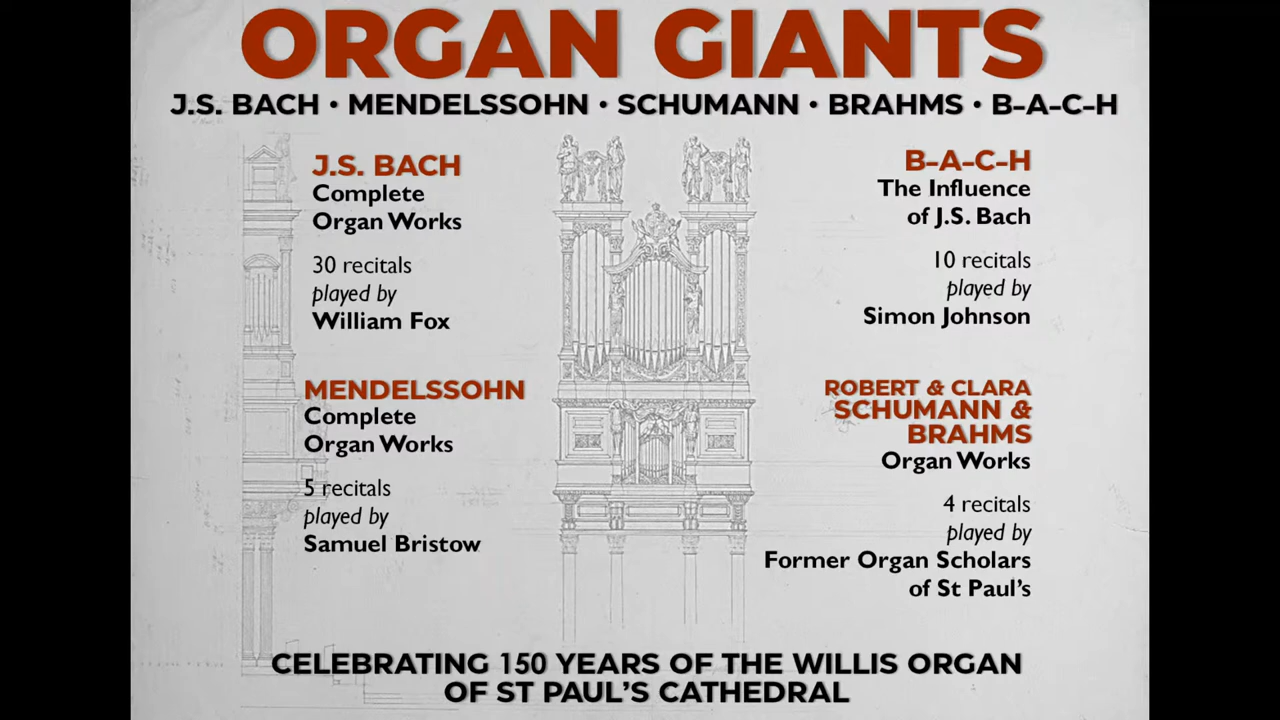 ORGAN GIANTS
J.S. BACH • MENDELSSOHN • SCHUMANN • BRAHMS • B-A-C-H
J.S. BACH
Complete
Organ Works
30 recitals
played by
William Fox
B-A-C-H
The Influence
of J.S. Bach
10 recitals
played by
Simon Johnson
MENDELSSOHN
Complete
Organ Works
5 recitals
played by
Samuel Bristow
ROBERT & CLARA
SCHUMANN &
BRAHMS
Organ Works
4 recitals
played by
Former Organ Scholars
of St Paul's
CELEBRATING 150 YEARS OF THE WILLIS ORGAN
OF ST PAUL'S CATHEDRAL